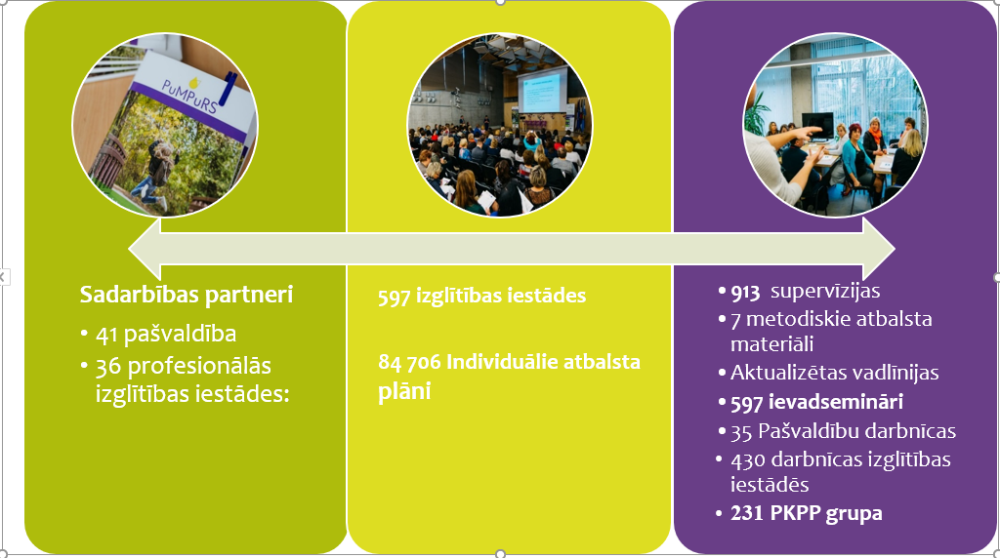 PuMPuRS
Sadarbības partneri
• 41 pašvaldība
• 36 profesionālās
izglītības iestādes:
597 izglītības iestādes
84 706 Individuālie atbalsta
plāni
• 913 supervīzijas
• 7 metodiskie atbalsta
materiāli
• Aktualizētas vadlīnijas
• 597 ievadsemināri
• 35 Pašvaldību darbnīcas
• 430 darbnīcas izglītības
iestādēs
• 231 PKPP grupa